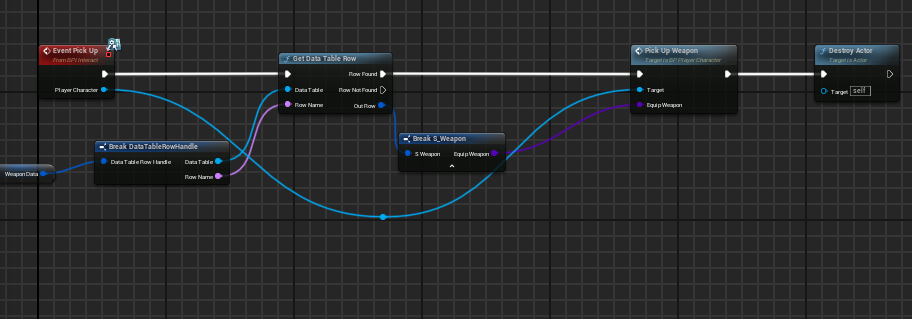 Event Pick Up
From BPI Interact
Player Character
Weapon Data
Break DataTableRowHandle
Data Table Row Handle
Data Table
Row Name
Get Data Table Row
Row Found
Data Table
Row Not Found
Row Name
Out Row
Break S_Weapon
S Weapon
Equip Weapon
Pick Up Weapon
Target is BP Player Character
Target
Equip Weapon
Destroy Actor
Target is Actor
Target
self